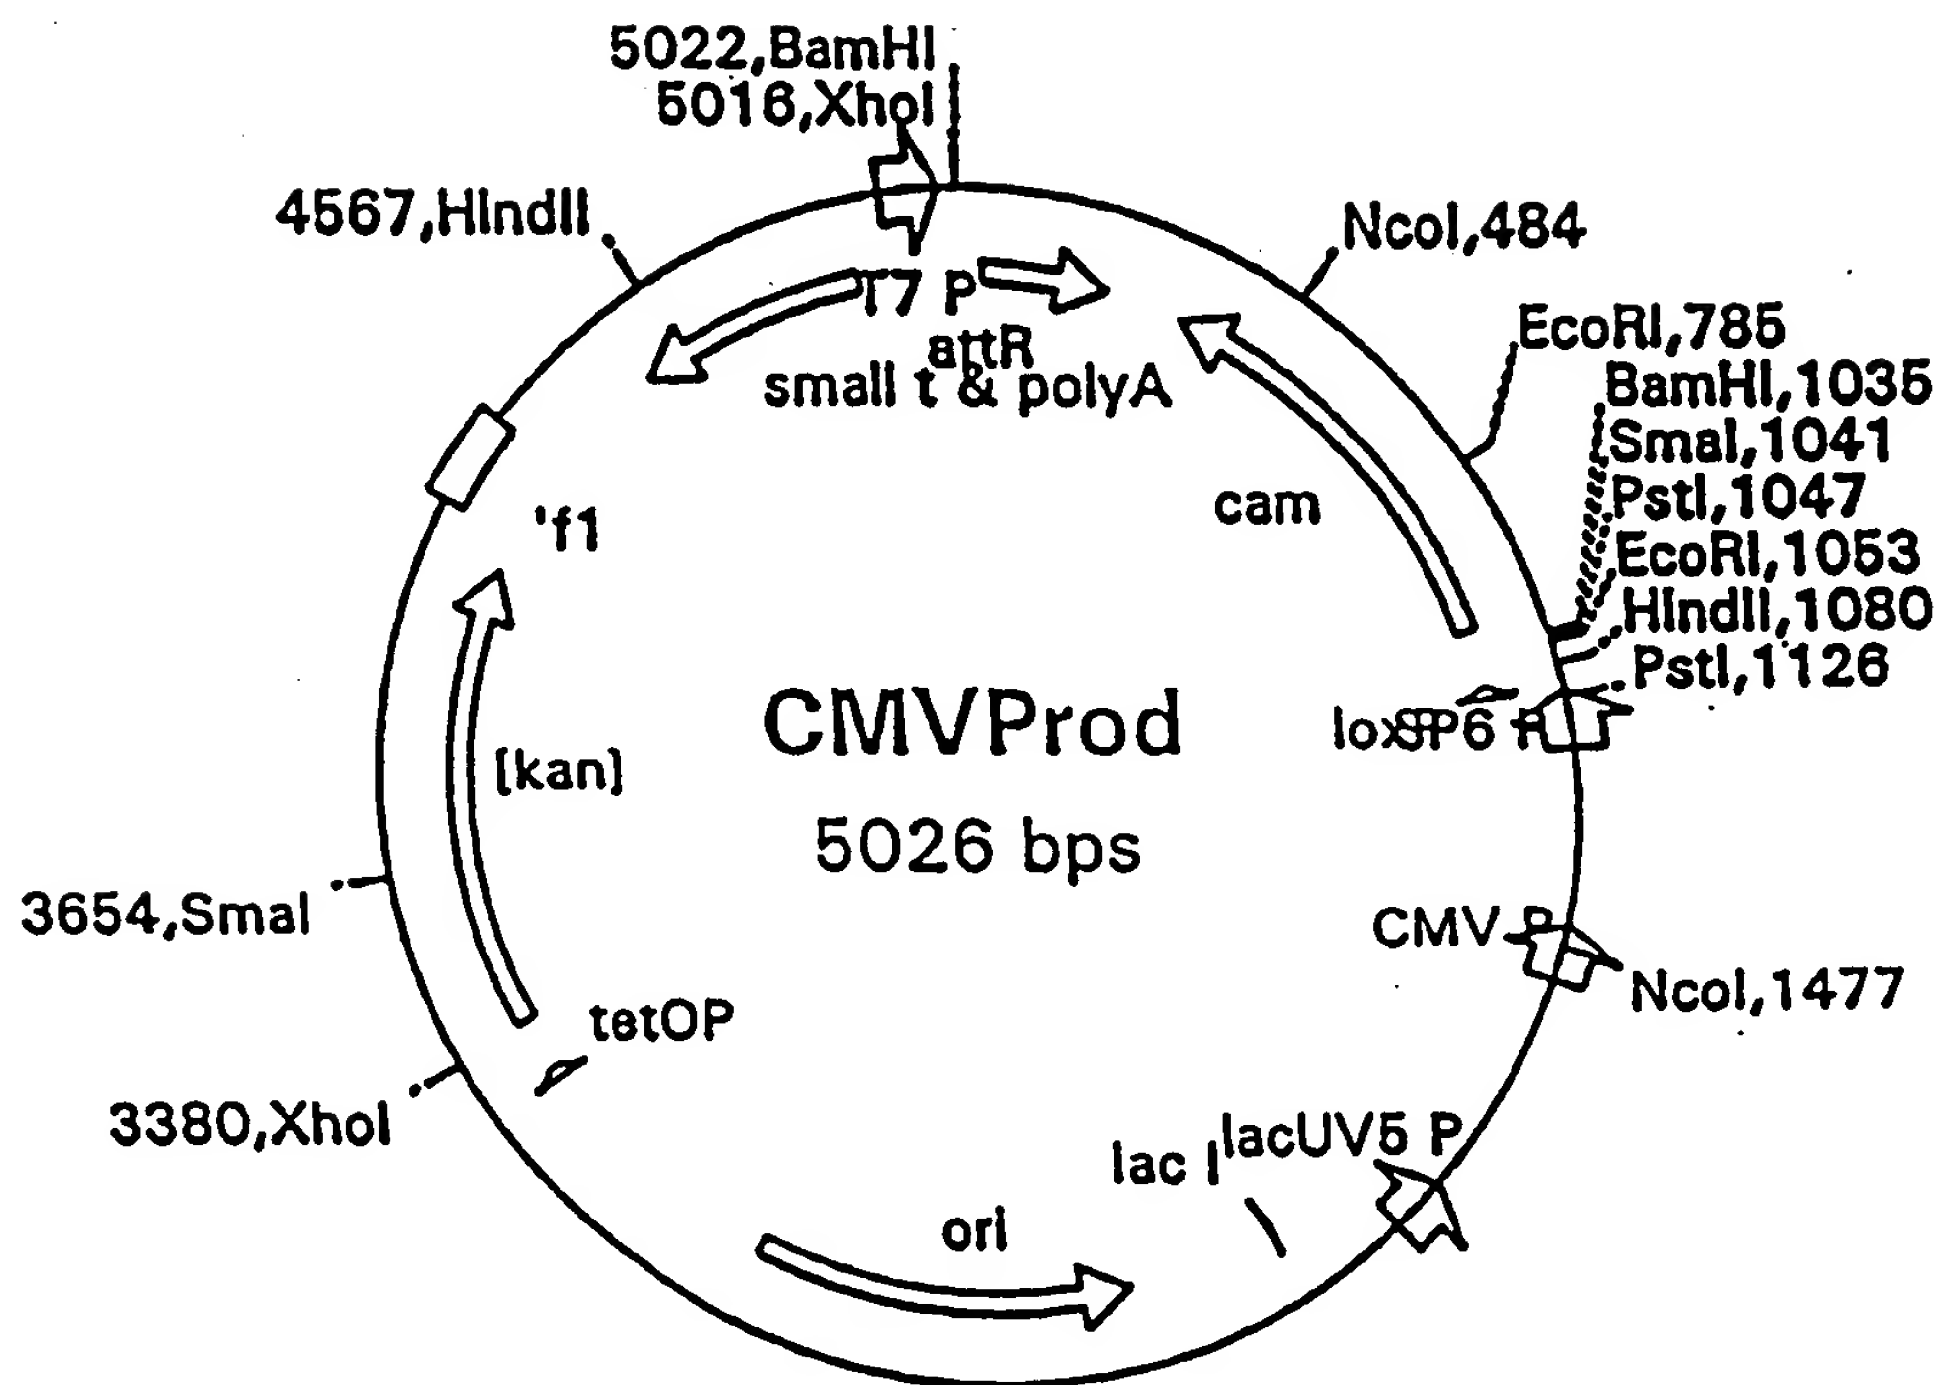 5022,BamHI
5016,XhoI
4567,HindII
NcoI,484
EcoRI,785
BamHI,1035
SmaI,1041
PstI,1047
EcoRI,1053
HindII,1080
PstI,1126
T7 P
attR
small t & polyA
cam
'f1
CMVProd
5026 bps
[kan]
SP6
3654,SmaI
CMV P
NcoI,1477
tetOP
3380,XhoI
lacUV5 P
lac I
ori